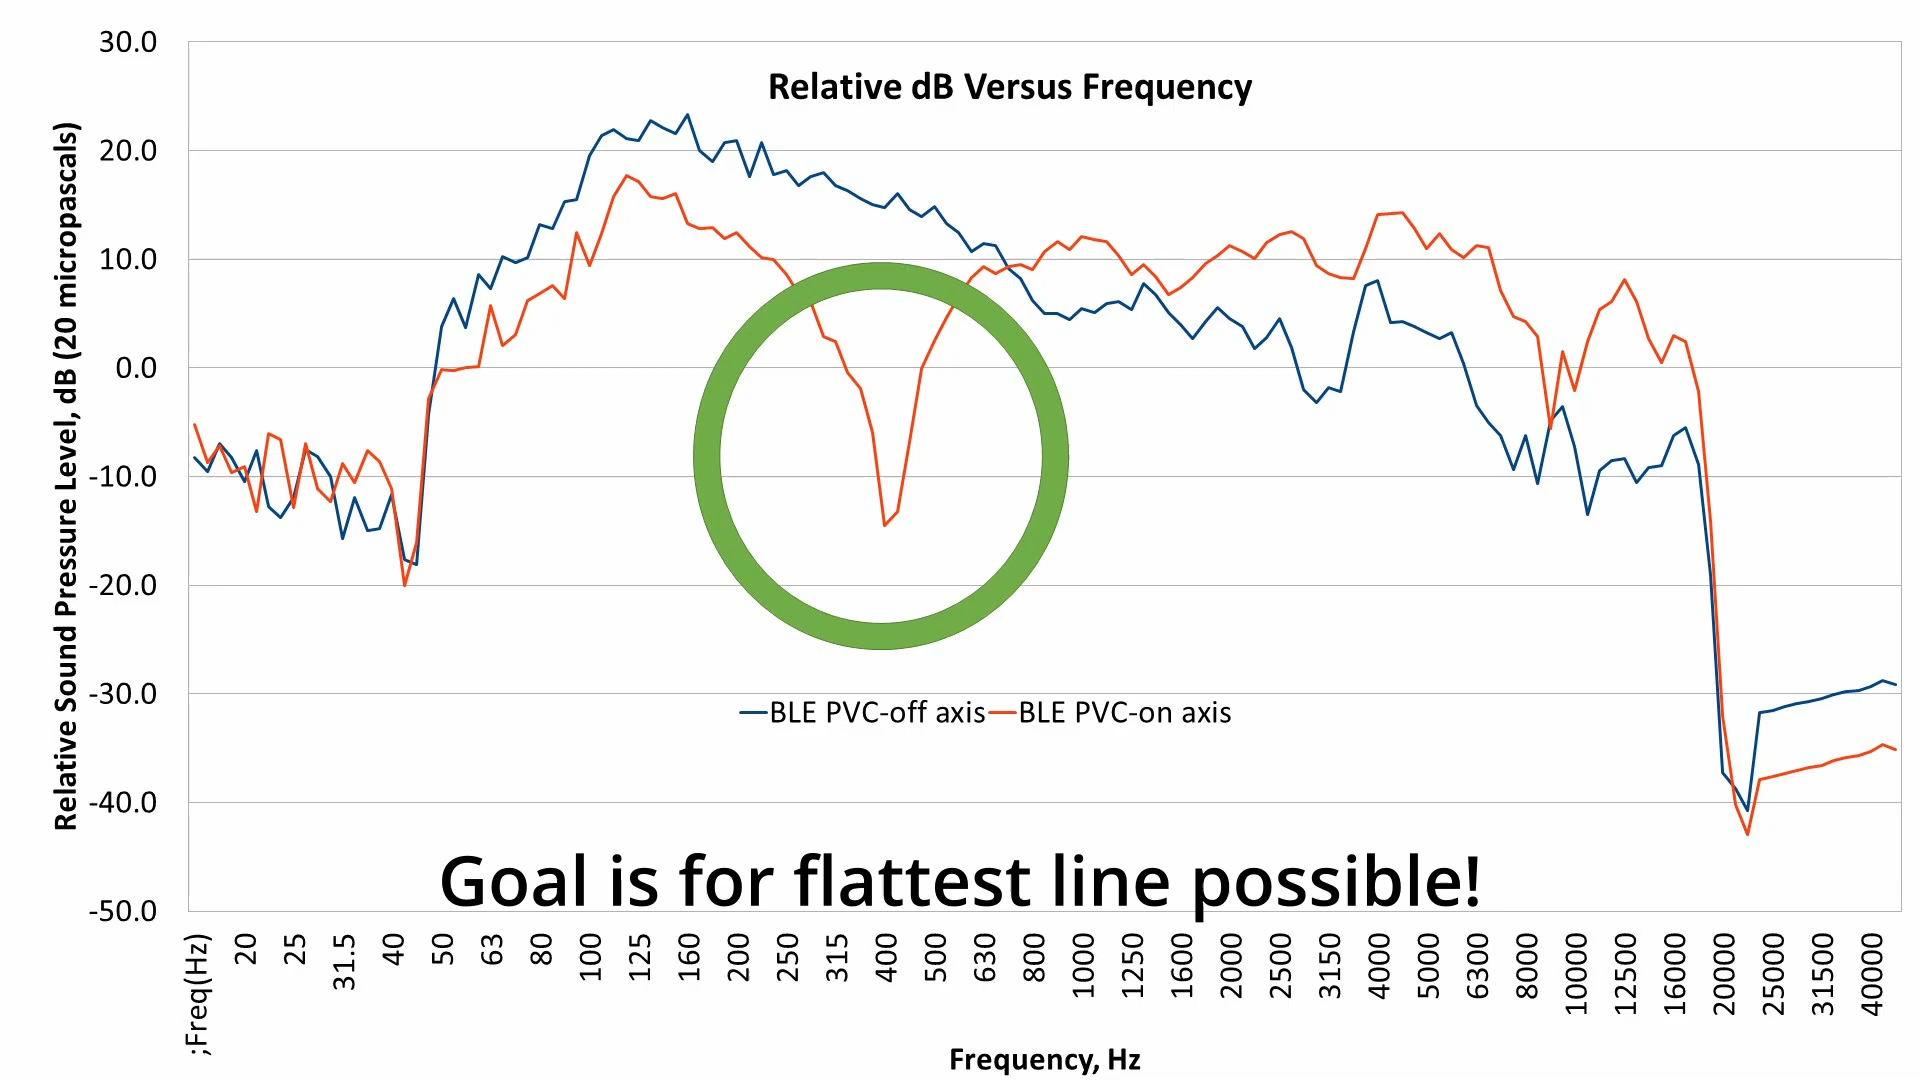 Relative dB Versus Frequency
Relative Sound Pressure Level, dB (20 micropascals)
30.0
20.0
10.0
0.0
-10.0
-20.0
-30.0
-40.0
-50.0
BLE PVC-off axis BLE PVC-on axis
Goal is for flattest line possible!
;Freq(Hz) 20 25 31.5 40 50 63 80 100 125 160 200 250 315 400 500 630 800 1000 1250 1600 2000 2500 3150 4000 5000 6300 8000 10000 12500 16000 20000 25000 31500 40000
Frequency, Hz